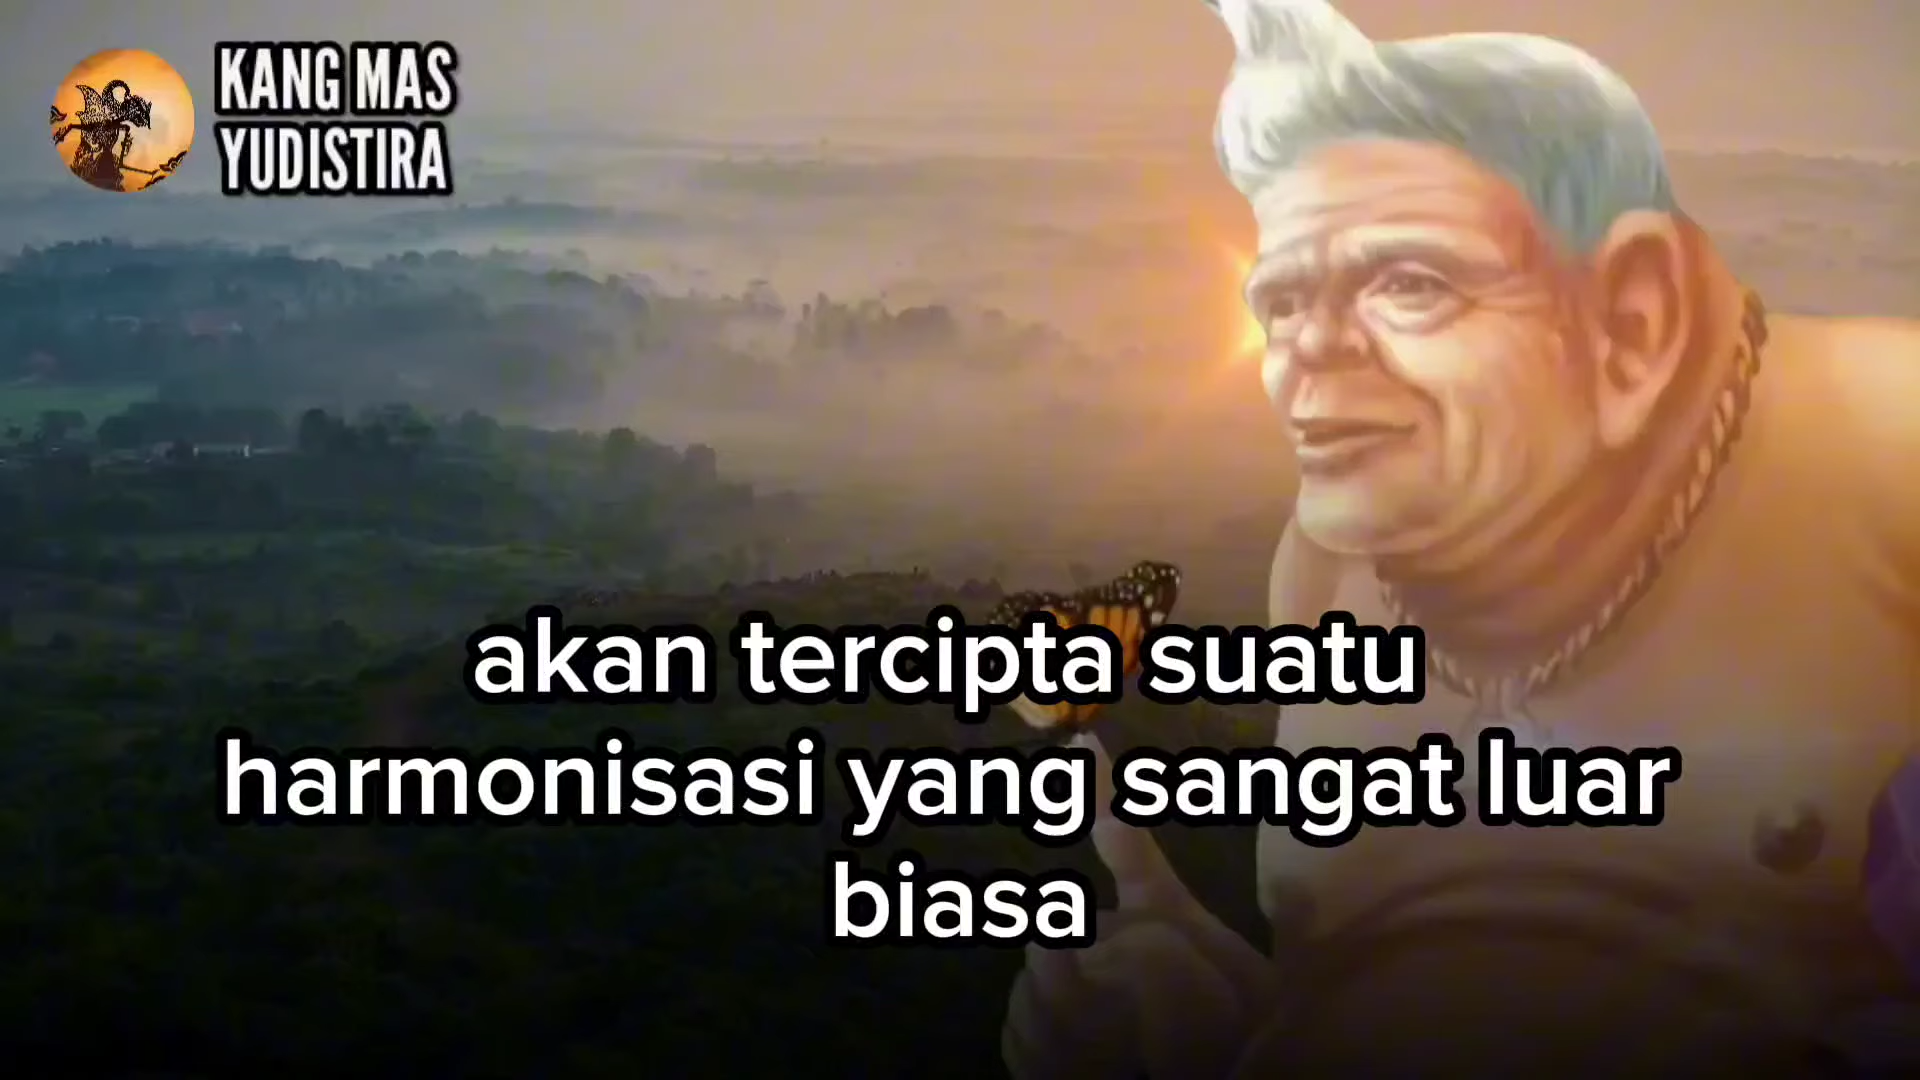 KANG MAS
YUDISTIRA
akan tercipta suatu
harmonisasi yang sangat luar
biasa